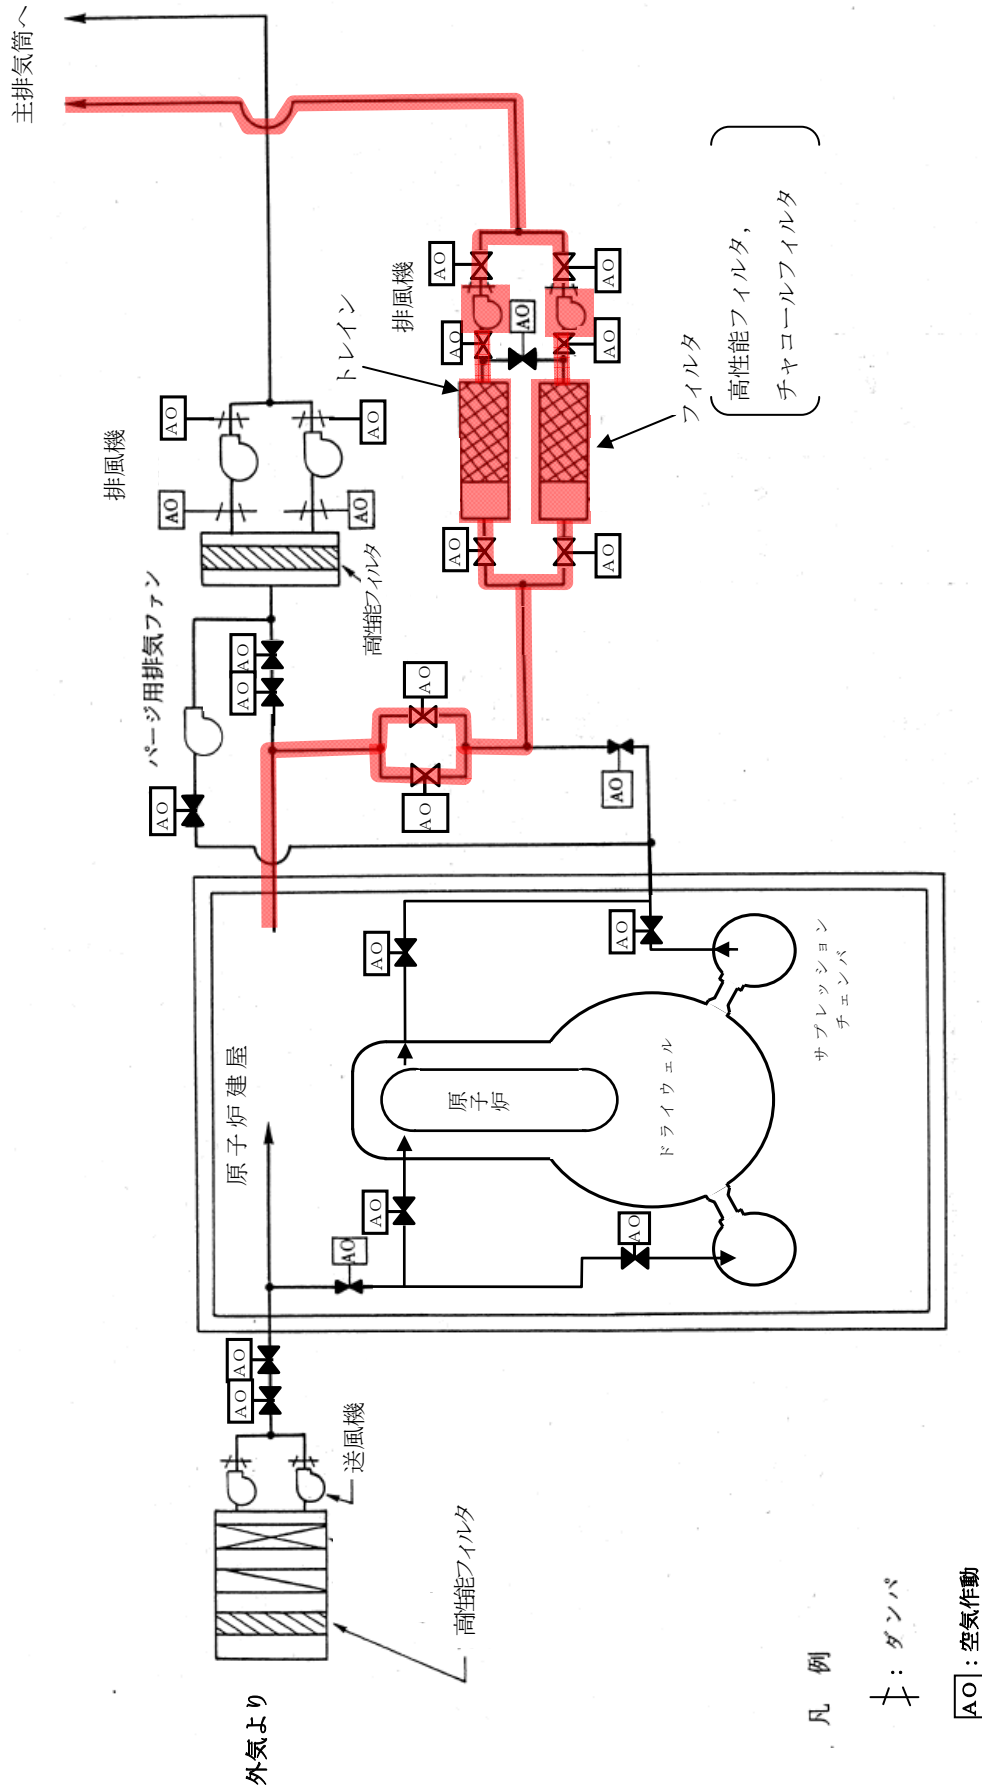 主排気筒へ
排風機
AO
AO
AO
AO
高性能フィルタ
パージ用排気ファン
AO
AO
AO
排風機
トレイン
AO
AO
AO
AO
AO
フィルタ
高性能フィルタ,
チャコールフィルタ
AO
AO
AO
AO
AO
原子炉建屋
AO
AO
AO
AO
AO
原子炉
ドライウェル
サプレッション
チェンバ
AO
AO
送風機
高性能フィルタ
外気より
凡 例
: ダンパ
AO : 空気作動